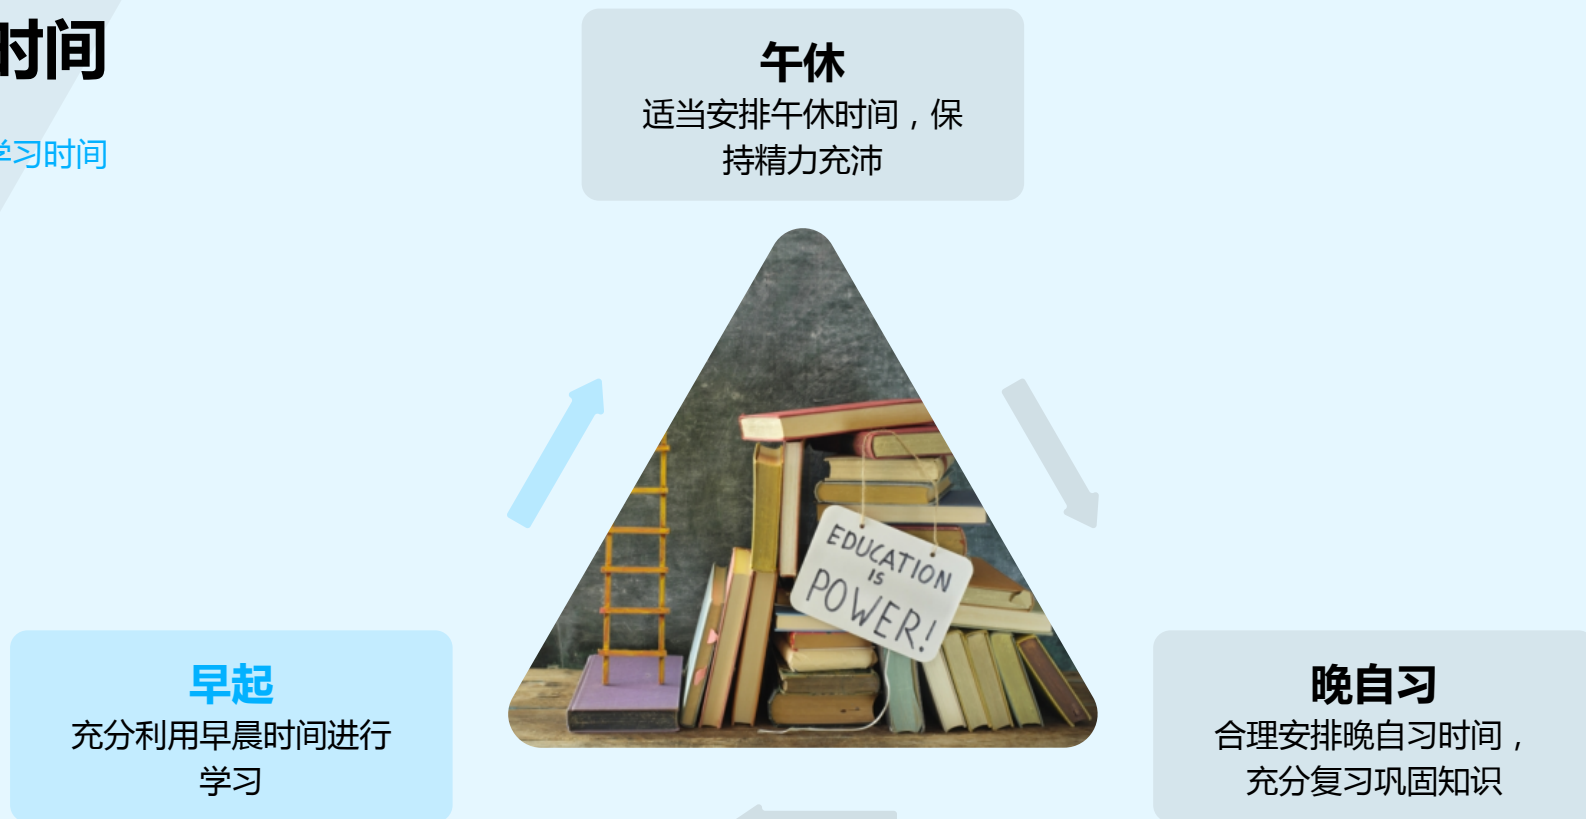 时间
学习时间
午休
适当安排午休时间，保
持精力充沛
EDUCATION
IS
POWER!
早起
充分利用早晨时间进行
学习
晚自习
合理安排晚自习时间，
充分复习巩固知识